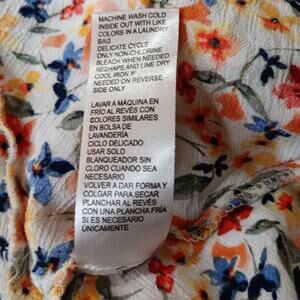 MACHINE WASH COLD
INSIDE OUT WITH LIKE
COLORS IN A LAUNDRY
BAG
DELICATE CYCLE
ONLY NON-CHLORINE
BLEACH WHEN NEEDED
RESHAPE AND LINE DRY
COOL IRON IF
NEEDED ON REVERSE
SIDE ONLY
LAVAR A MÁQUINA EN
FRÍO AL REVÉS CON
COLORES SIMILARES
EN BOLSA DE
LAVANDERÍA
CICLO DELICADO
USAR SOLO
BLANQUEADOR SIN
CLORO CUANDO SEA
NECESARIO
VOLVER A DAR FORMA Y
COLGAR PARA SECAR
PLANCHAR AL REVÉS
CON UNA PLANCHA FRÍA
SI ES NECESARIO
ÚNICAMENTE